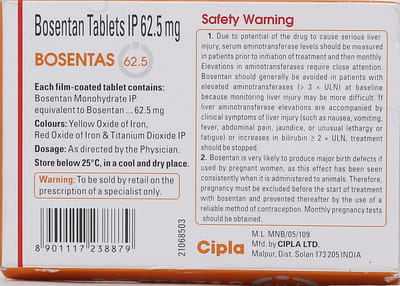 Bosentan Tablets IP 62.5 mg
BOSENTAS 62.5
Each film-coated tablet contains:
Bosentan Monohydrate IP
equivalent to Bosentan ...62.5 mg
Colours: Yellow Oxide of Iron,
Red Oxide of Iron & Titanium Dioxide IP
Dosage: As directed by the Physician.
Store below 25°C, in a cool and dry place.
Warning: To be sold by retail on the
prescription of a specialist only.
8 901117 238879
21068503
Safety Warning
1. Due to potential of the drug to cause serious liver
injury, serum aminotransferase levels should be measured
in patients prior to initiation of treatment and then monthly.
Elevations in aminotransferases require close attention.
Bosentan should generally be avoided in patients with
elevated aminotransferases (> 3 × ULN) at baseline
because monitoring liver injury may be more difficult. If
liver aminotransferase elevations are accompanied by
clinical symptoms of liver injury (such as nausea, vomiting,
fever, abdominal pain, jaundice, or unusual lethargy or
fatigue) or increases in bilirubin ≥ 2 × ULN, treatment
should be stopped.
2. Bosentan is very likely to produce major birth defects if
used by pregnant women, as this effect has been seen
consistently when it is administered to animals. Therefore,
pregnancy must be excluded before the start of treatment
with bosentan and prevented thereafter by the use of a
reliable method of contraception. Monthly pregnancy tests
should be obtained.
Cipla
M.L. MNB/05/109
Mfd. by CIPLA LTD.
Malpur, Dist. Solan 173 205 INDIA